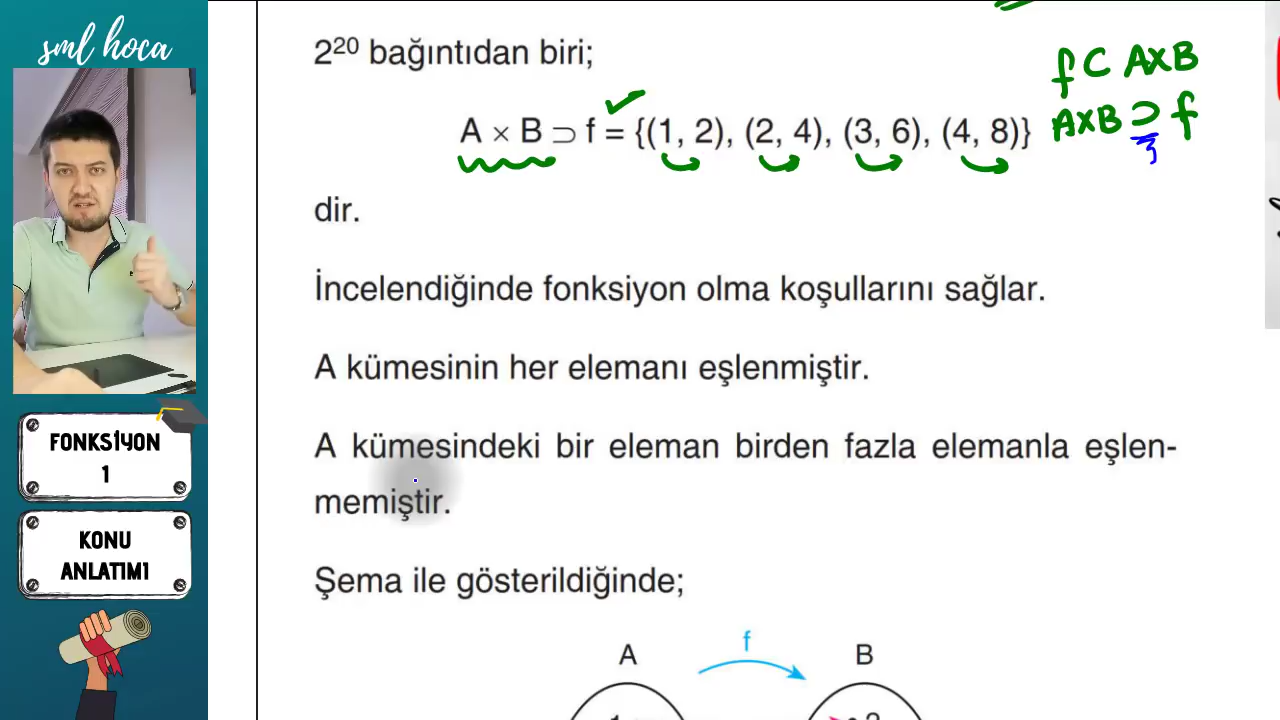 sml hoca
FONKSİYON
1
KONU
ANLATIMI
2²⁰ bağıntıdan biri;
A × B ⊃ f = {(1, 2), (2, 4), (3, 6), (4, 8)}
f ⊂ A×B
A×B ⊃ f
dir.
İncelendiğinde fonksiyon olma koşullarını sağlar.
A kümesinin her elemanı eşlenmiştir.
A kümesindeki bir eleman birden fazla elemanla eşlen-
memiştir.
Şema ile gösterildiğinde;
f
A B